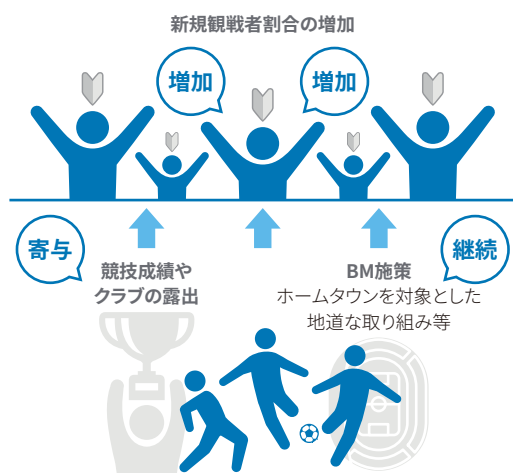 新規観戦者割合の増加
増加
増加
寄与
継続
競技成績や
クラブの露出
BM施策
ホームタウンを対象とした
地道な取り組み等